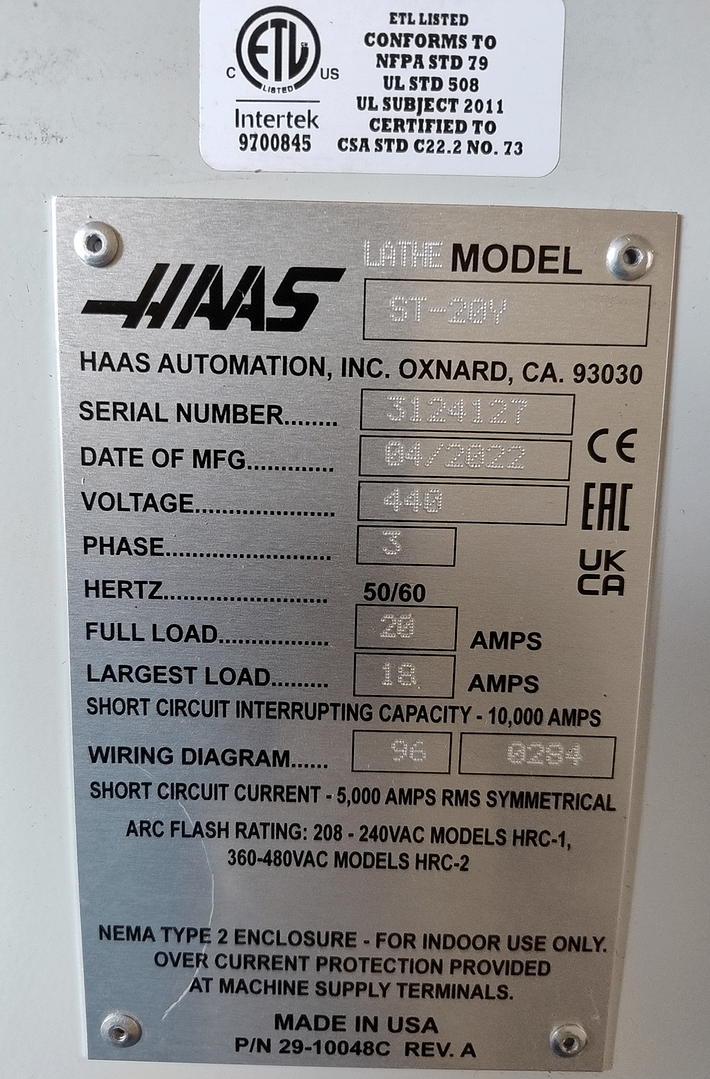 ETL LISTED
CONFORMS TO
NFPA STD 79
UL STD 508
UL SUBJECT 2011
CERTIFIED TO
CSA STD C22.2 NO. 73
C ETL US
LISTED
Intertek
9700845
LATHE MODEL
HAAS
ST-20Y
HAAS AUTOMATION, INC. OXNARD, CA. 93030
SERIAL NUMBER........ 3124127
DATE OF MFG............. 04/2022
CE
VOLTAGE..................... 440
EAC
PHASE......................... 3
UK
CA
HERTZ......................... 50/60
FULL LOAD................ 20 AMPS
LARGEST LOAD......... 18 AMPS
SHORT CIRCUIT INTERRUPTING CAPACITY - 10,000 AMPS
WIRING DIAGRAM...... 96 0284
SHORT CIRCUIT CURRENT - 5,000 AMPS RMS SYMMETRICAL
ARC FLASH RATING: 208 - 240VAC MODELS HRC-1,
360-480VAC MODELS HRC-2
NEMA TYPE 2 ENCLOSURE - FOR INDOOR USE ONLY.
OVER CURRENT PROTECTION PROVIDED
AT MACHINE SUPPLY TERMINALS.
MADE IN USA
P/N 29-10048C REV. A